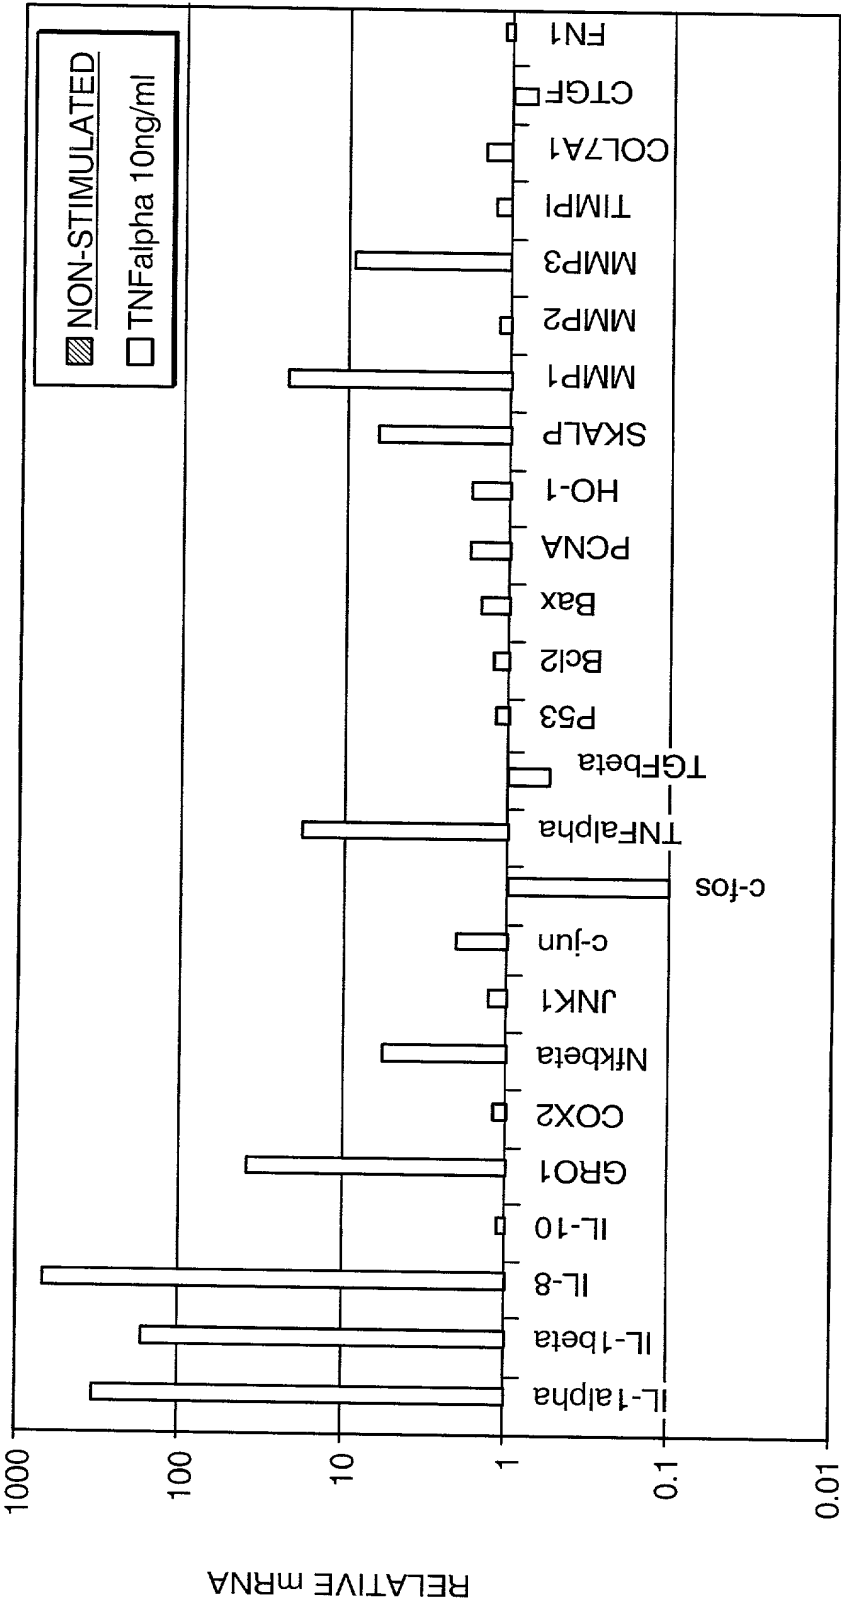 RELATIVE mRNA
1000
100
10
1
0.1
0.01
NON-STIMULATED
TNFalpha 10ng/ml
IL-1alpha
IL-1beta
IL-8
IL-10
GRO1
COX2
Nfkbeta
JNK1
c-jun
c-fos
TNFalpha
TGFbeta
P53
Bcl2
Bax
PCNA
HO-1
SKALP
MMP1
MMP2
MMP3
TIMPI
COL7A1
CTGF
FN1